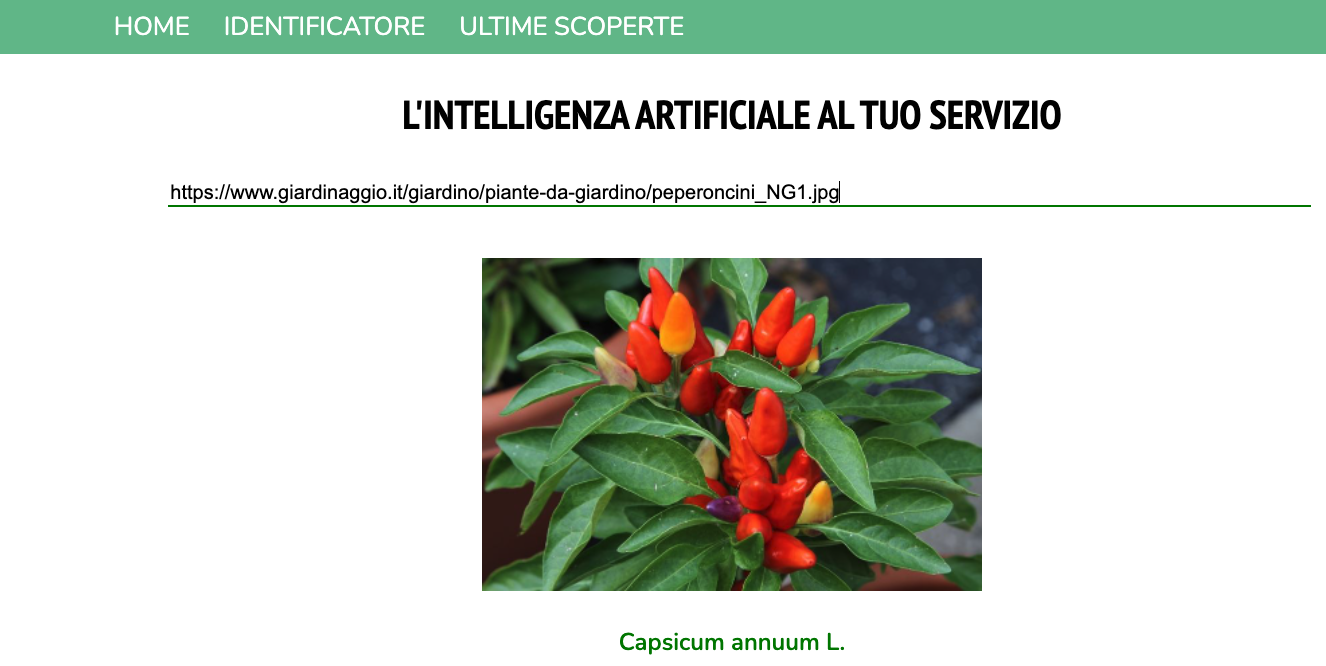 HOME IDENTIFICATORE ULTIME SCOPERTE
L'INTELLIGENZA ARTIFICIALE AL TUO SERVIZIO
https://www.giardinaggio.it/giardino/piante-da-giardino/peperoncini_NG1.jpg
Capsicum annuum L.